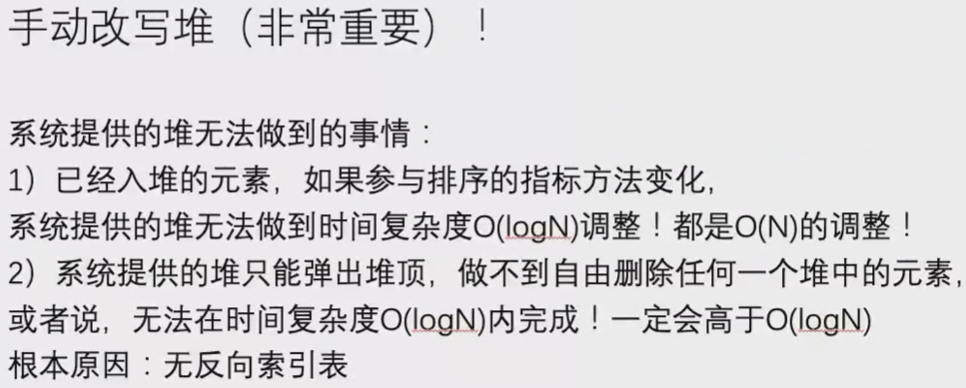 手动改写堆（非常重要）！
系统提供的堆无法做到的事情：
1）已经入堆的元素，如果参与排序的指标方法变化，
系统提供的堆无法做到时间复杂度O(logN)调整！都是O(N)的调整！
2）系统提供的堆只能弹出堆顶，做不到自由删除任何一个堆中的元素，
或者说，无法在时间复杂度O(logN)内完成！一定会高于O(logN)
根本原因：无反向索引表